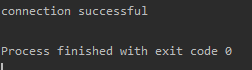 connection successful
Process finished with exit code 0